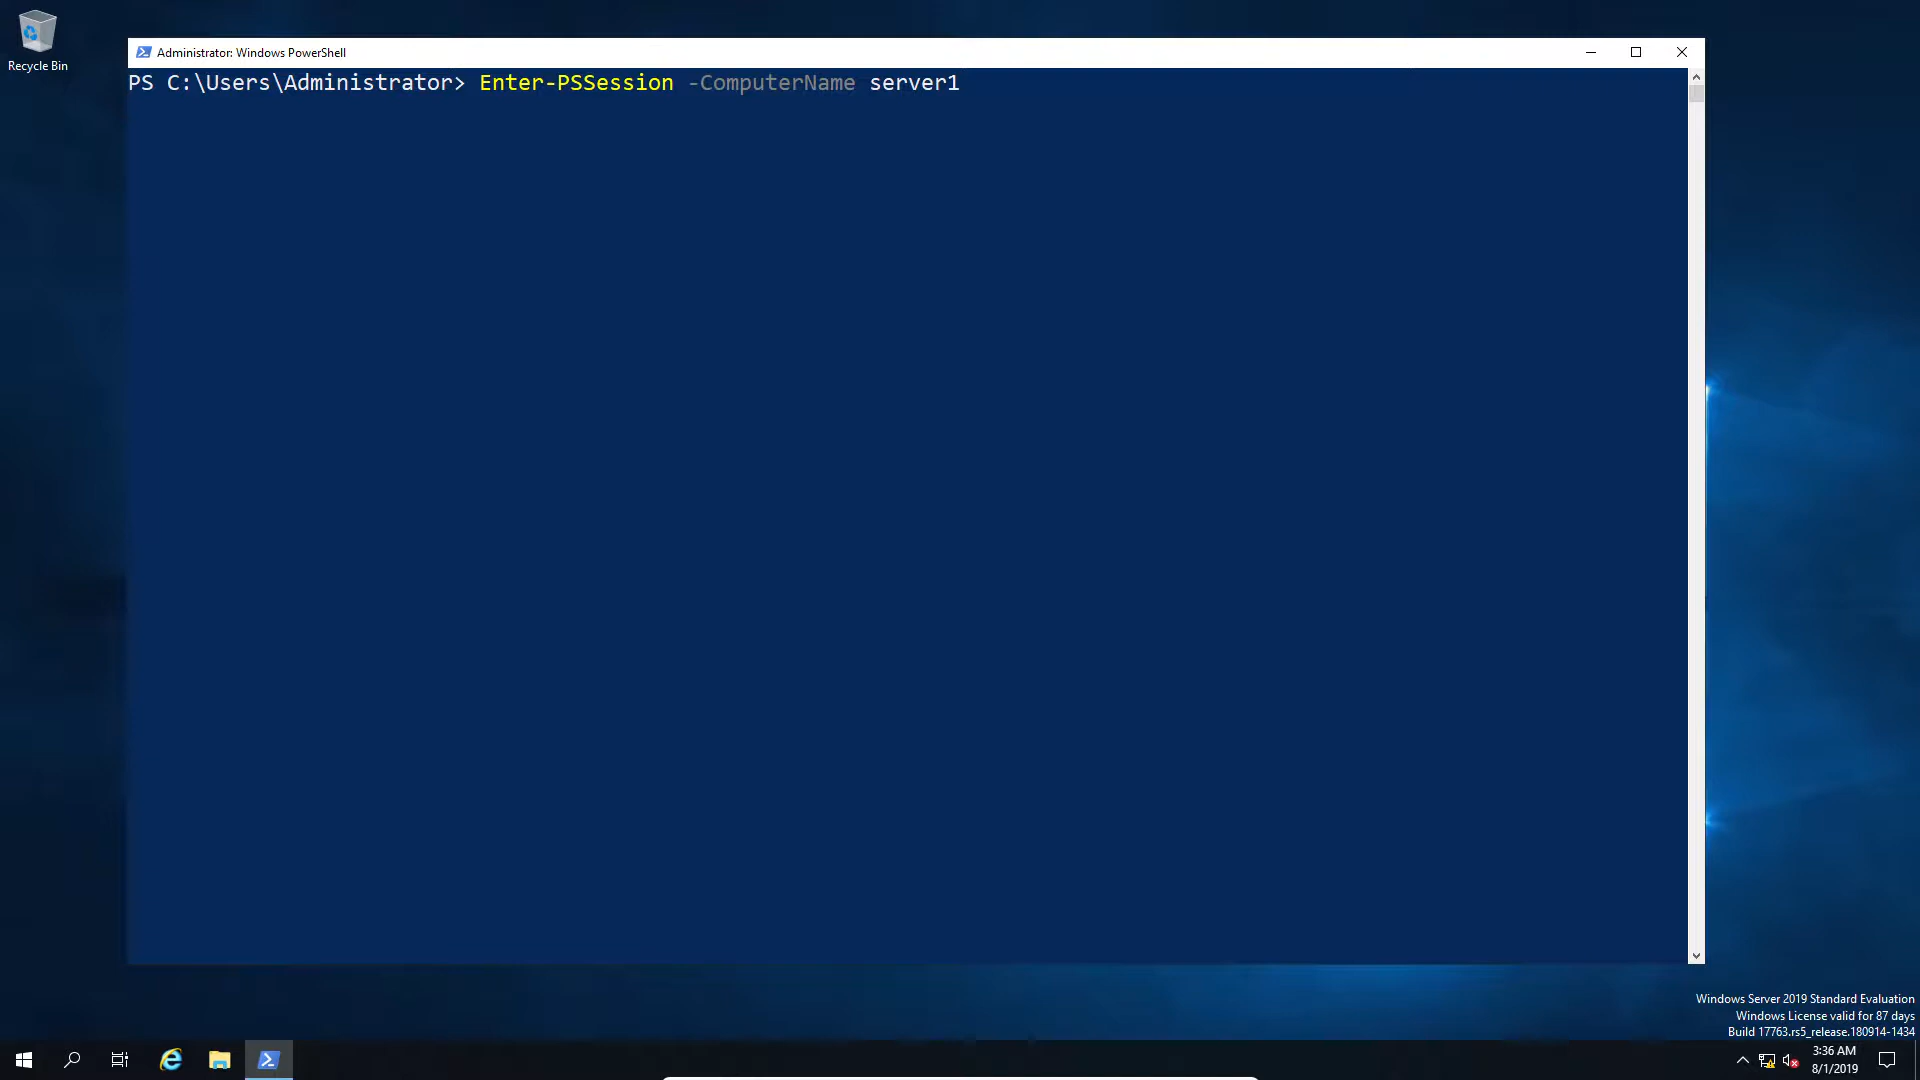 Recycle Bin
Administrator: Windows PowerShell
PS C:\Users\Administrator> Enter-PSSession -ComputerName server1
Windows Server 2019 Standard Evaluation
Windows License valid for 87 days
Build 17763.rs5_release.180914-1434
3:36 AM
8/1/2019